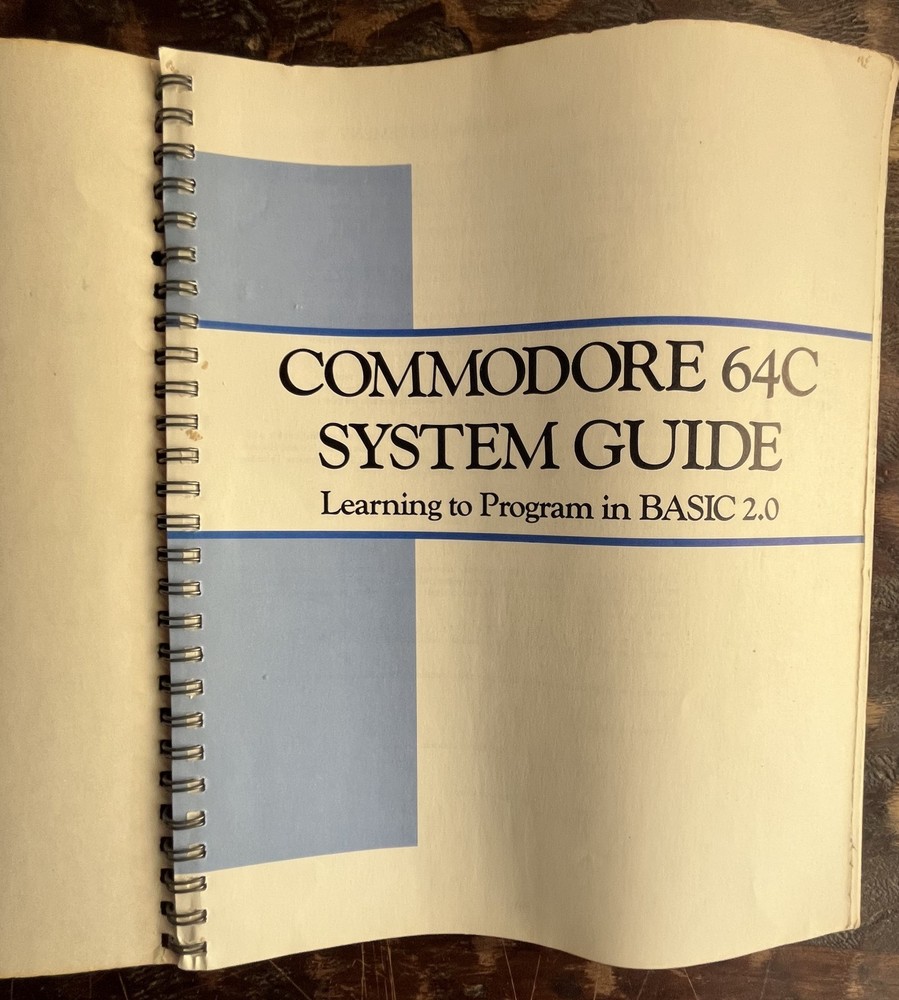 COMMODORE 64C
SYSTEM GUIDE
Learning to Program in BASIC 2.0